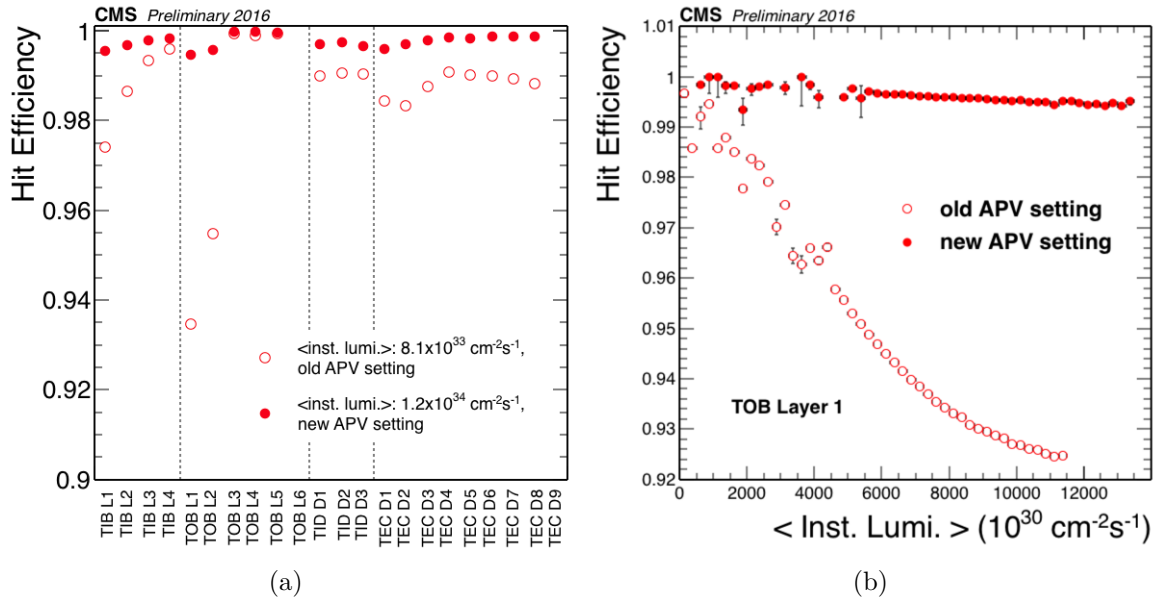 CMS Preliminary 2016
Hit Efficiency
1
0.98
0.96
0.94
0.92
0.9
<inst. lumi.>: 8.1x10³³ cm⁻²s⁻¹,
old APV setting
<inst. lumi.>: 1.2x10³⁴ cm⁻²s⁻¹,
new APV setting
TIB L1
TIB L2
TIB L3
TIB L4
TOB L1
TOB L2
TOB L3
TOB L4
TOB L5
TOB L6
TID D1
TID D2
TID D3
TEC D1
TEC D2
TEC D3
TEC D4
TEC D5
TEC D6
TEC D7
TEC D8
TEC D9
(a)
CMS Preliminary 2016
Hit Efficiency
1.01
1
0.99
0.98
0.97
0.96
0.95
0.94
0.93
0.92
old APV setting
new APV setting
TOB Layer 1
0 2000 4000 6000 8000 10000 12000
< Inst. Lumi. > (10³⁰ cm⁻²s⁻¹)
(b)